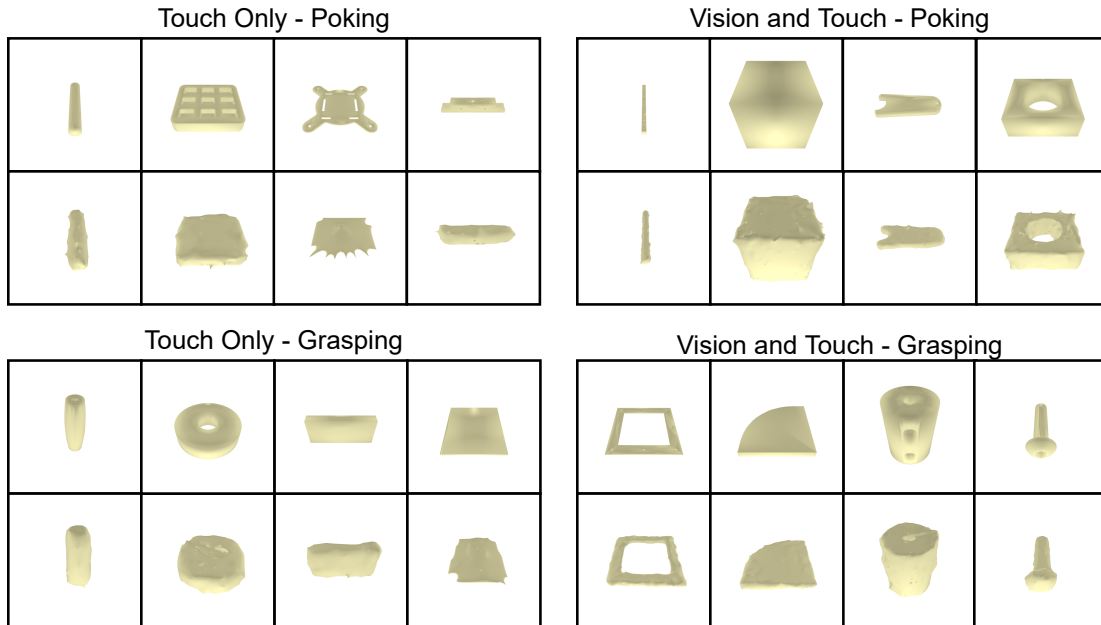 Touch Only - Poking
Vision and Touch - Poking
Touch Only - Grasping
Vision and Touch - Grasping